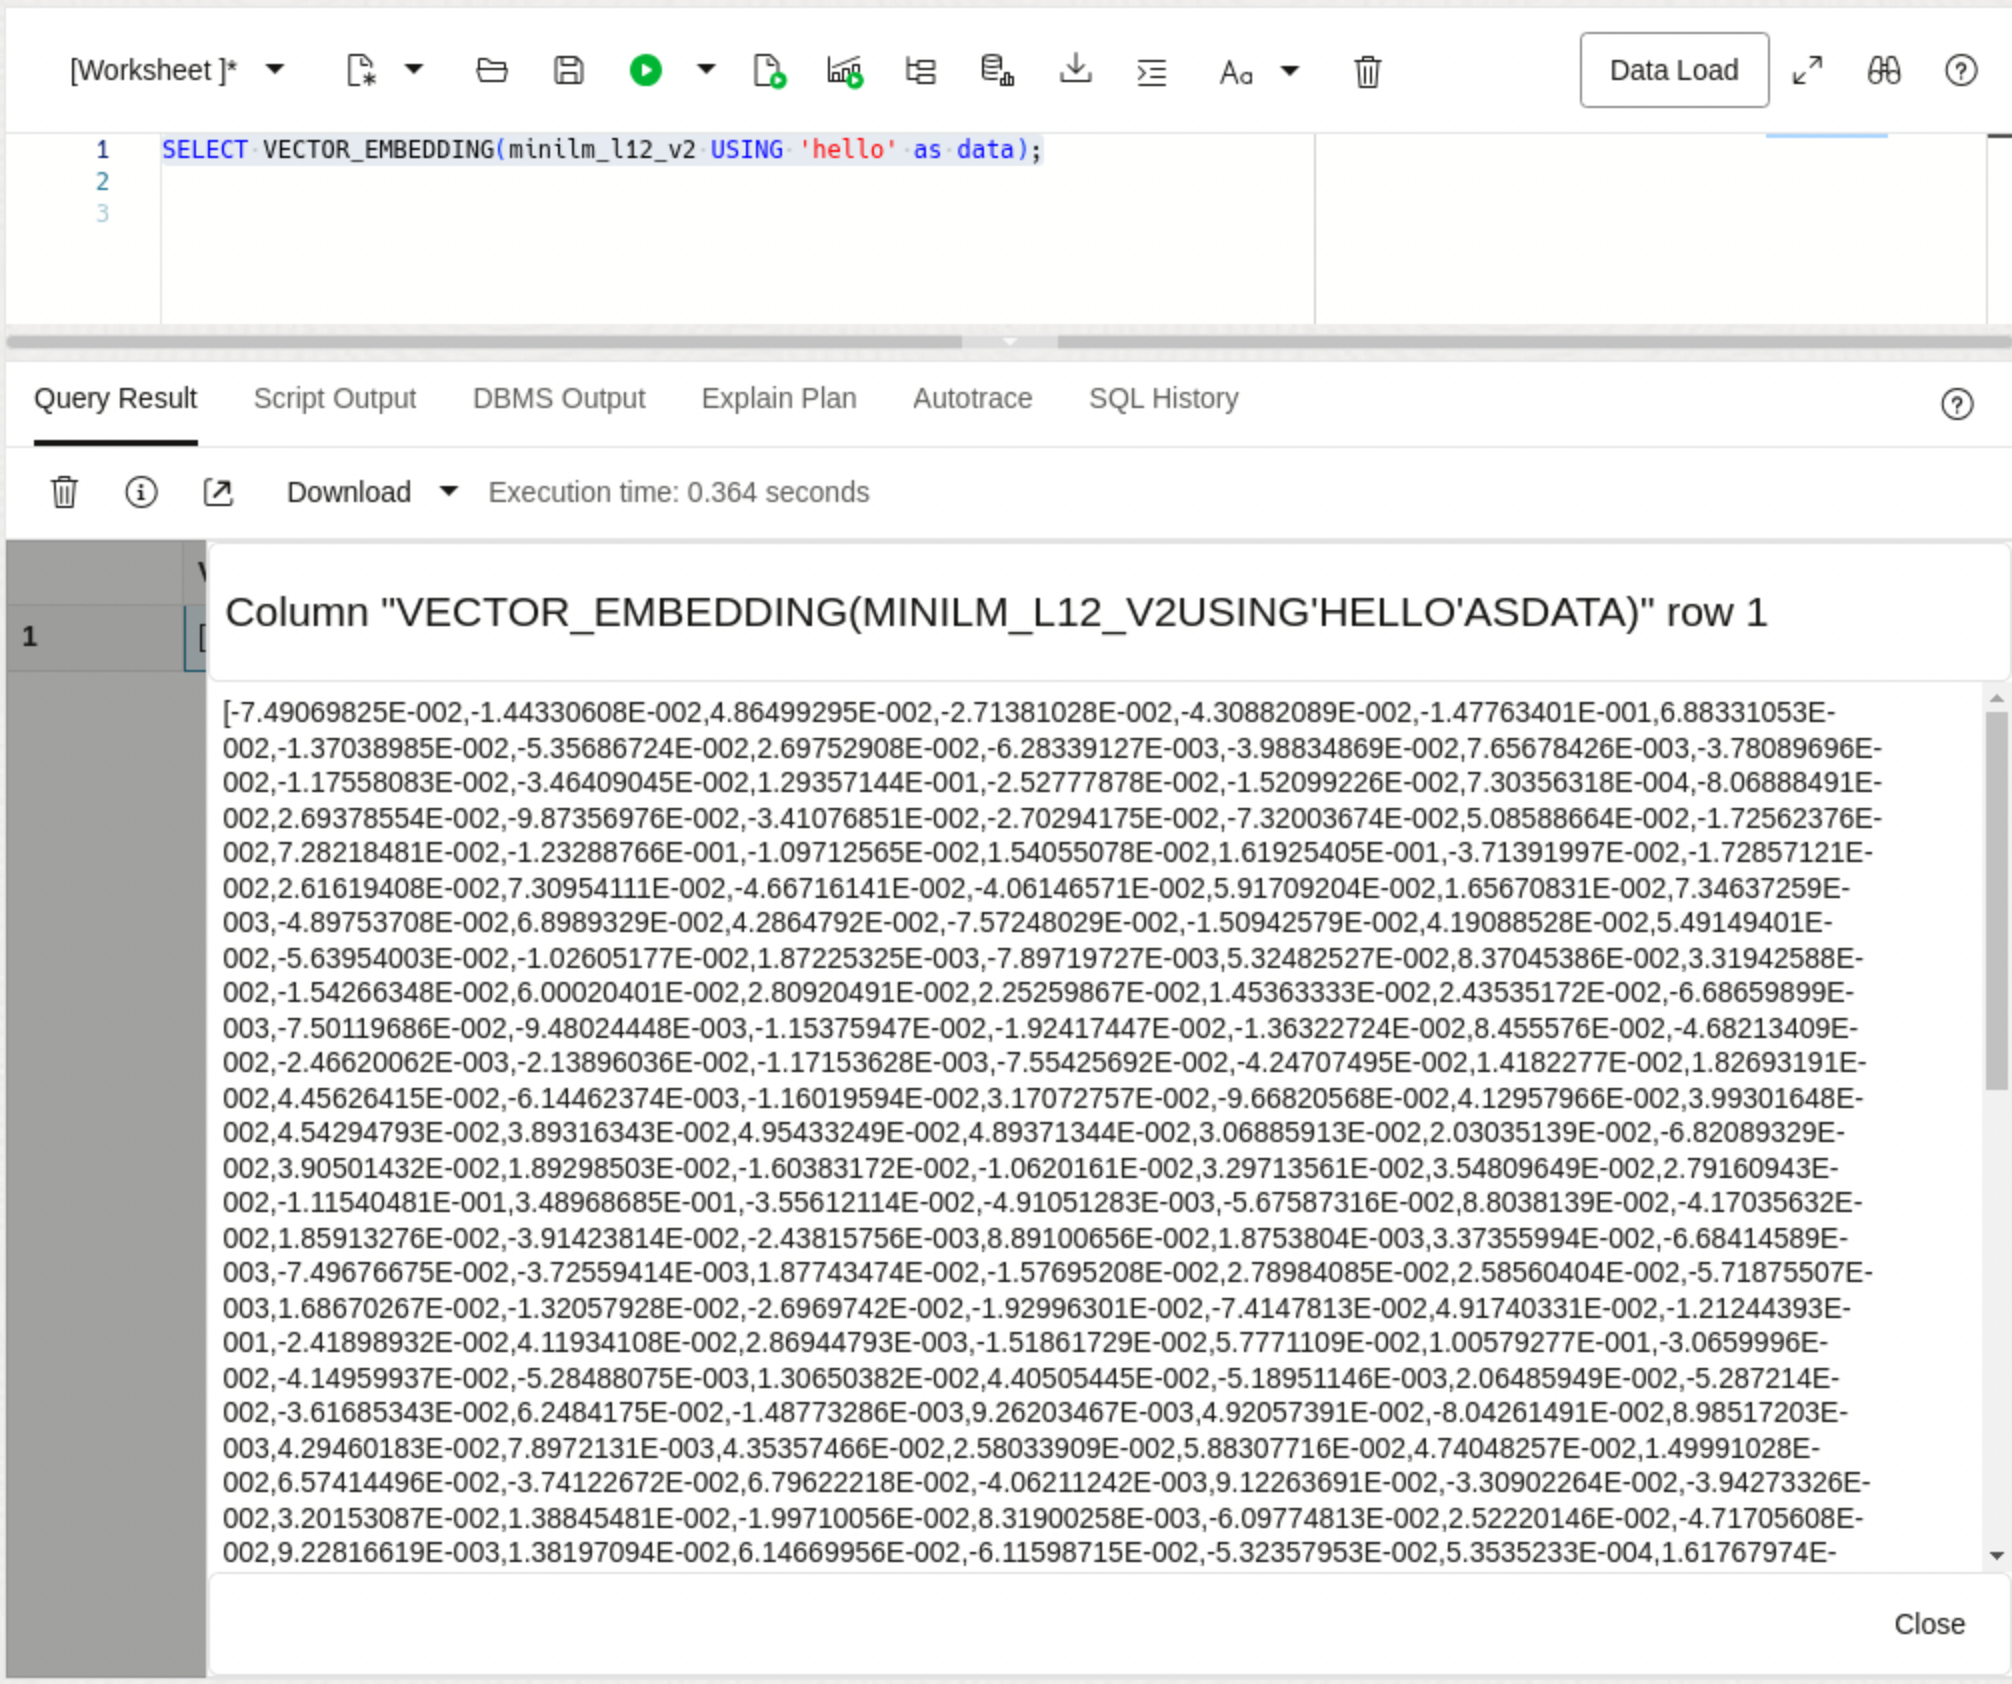 [Worksheet ]*
Aa
Data Load
1 SELECT VECTOR_EMBEDDING(minilm_l12_v2 USING 'hello' as data);
2
3
Query Result Script Output DBMS Output Explain Plan Autotrace SQL History
Download Execution time: 0.364 seconds
Column "VECTOR_EMBEDDING(MINILM_L12_V2USING'HELLO'ASDATA)" row 1
1 [
[-7.49069825E-002,-1.44330608E-002,4.86499295E-002,-2.71381028E-002,-4.30882089E-002,-1.47763401E-001,6.88331053E-
002,-1.37038985E-002,-5.35686724E-002,2.69752908E-002,-6.28339127E-003,-3.98834869E-002,7.65678426E-003,-3.78089696E-
002,-1.17558083E-002,-3.46409045E-002,1.29357144E-001,-2.52777878E-002,-1.52099226E-002,7.30356318E-004,-8.06888491E-
002,2.69378554E-002,-9.87356976E-002,-3.41076851E-002,-2.70294175E-002,-7.32003674E-002,5.08588664E-002,-1.72562376E-
002,7.28218481E-002,-1.23288766E-001,-1.09712565E-002,1.54055078E-002,1.61925405E-001,-3.71391997E-002,-1.72857121E-
002,2.61619408E-002,7.30954111E-002,-4.66716141E-002,-4.06146571E-002,5.91709204E-002,1.65670831E-002,7.34637259E-
003,-4.89753708E-002,6.8989329E-002,4.2864792E-002,-7.57248029E-002,-1.50942579E-002,4.19088528E-002,5.49149401E-
002,-5.63954003E-002,-1.02605177E-002,1.87225325E-003,-7.89719727E-003,5.32482527E-002,8.37045386E-002,3.31942588E-
002,-1.54266348E-002,6.00020401E-002,2.80920491E-002,2.25259867E-002,1.45363333E-002,2.43535172E-002,-6.68659899E-
003,-7.50119686E-002,-9.48024448E-003,-1.15375947E-002,-1.92417447E-002,-1.36322724E-002,8.455576E-002,-4.68213409E-
002,-2.46620062E-003,-2.13896036E-002,-1.17153628E-003,-7.55425692E-002,-4.24707495E-002,1.4182277E-002,1.82693191E-
002,4.45626415E-002,-6.14462374E-003,-1.16019594E-002,3.17072757E-002,-9.66820568E-002,4.12957966E-002,3.99301648E-
002,4.54294793E-002,3.89316343E-002,4.95433249E-002,4.89371344E-002,3.06885913E-002,2.03035139E-002,-6.82089329E-
002,3.90501432E-002,1.89298503E-002,-1.60383172E-002,-1.0620161E-002,3.29713561E-002,3.54809649E-002,2.79160943E-
002,-1.11540481E-001,3.48968685E-001,-3.55612114E-002,-4.91051283E-003,-5.67587316E-002,8.8038139E-002,-4.17035632E-
002,1.85913276E-002,-3.91423814E-002,-2.43815756E-003,8.89100656E-002,1.8753804E-003,3.37355994E-002,-6.68414589E-
003,-7.49676675E-002,-3.72559414E-003,1.87743474E-002,-1.57695208E-002,2.78984085E-002,2.58560404E-002,-5.71875507E-
003,1.68670267E-002,-1.32057928E-002,-2.6969742E-002,-1.92996301E-002,-7.4147813E-002,4.91740331E-002,-1.21244393E-
001,-2.41898932E-002,4.11934108E-002,2.86944793E-003,-1.51861729E-002,5.7771109E-002,1.00579277E-001,-3.0659996E-
002,-4.14959937E-002,-5.28488075E-003,1.30650382E-002,4.40505445E-002,-5.18951146E-003,2.06485949E-002,-5.287214E-
002,-3.61685343E-002,6.2484175E-002,-1.48773286E-003,9.26203467E-003,4.92057391E-002,-8.04261491E-002,8.98517203E-
003,4.29460183E-002,7.8972131E-003,4.35357466E-002,2.58033909E-002,5.88307716E-002,4.74048257E-002,1.49991028E-
002,6.57414496E-002,-3.74122672E-002,6.79622218E-002,-4.06211242E-003,9.12263691E-002,-3.30902264E-002,-3.94273326E-
002,3.20153087E-002,1.38845481E-002,-1.99710056E-002,8.31900258E-003,-6.09774813E-002,2.52220146E-002,-4.71705608E-
002,9.22816619E-003,1.38197094E-002,6.14669956E-002,-6.11598715E-002,-5.32357953E-002,5.3535233E-004,1.61767974E-
Close